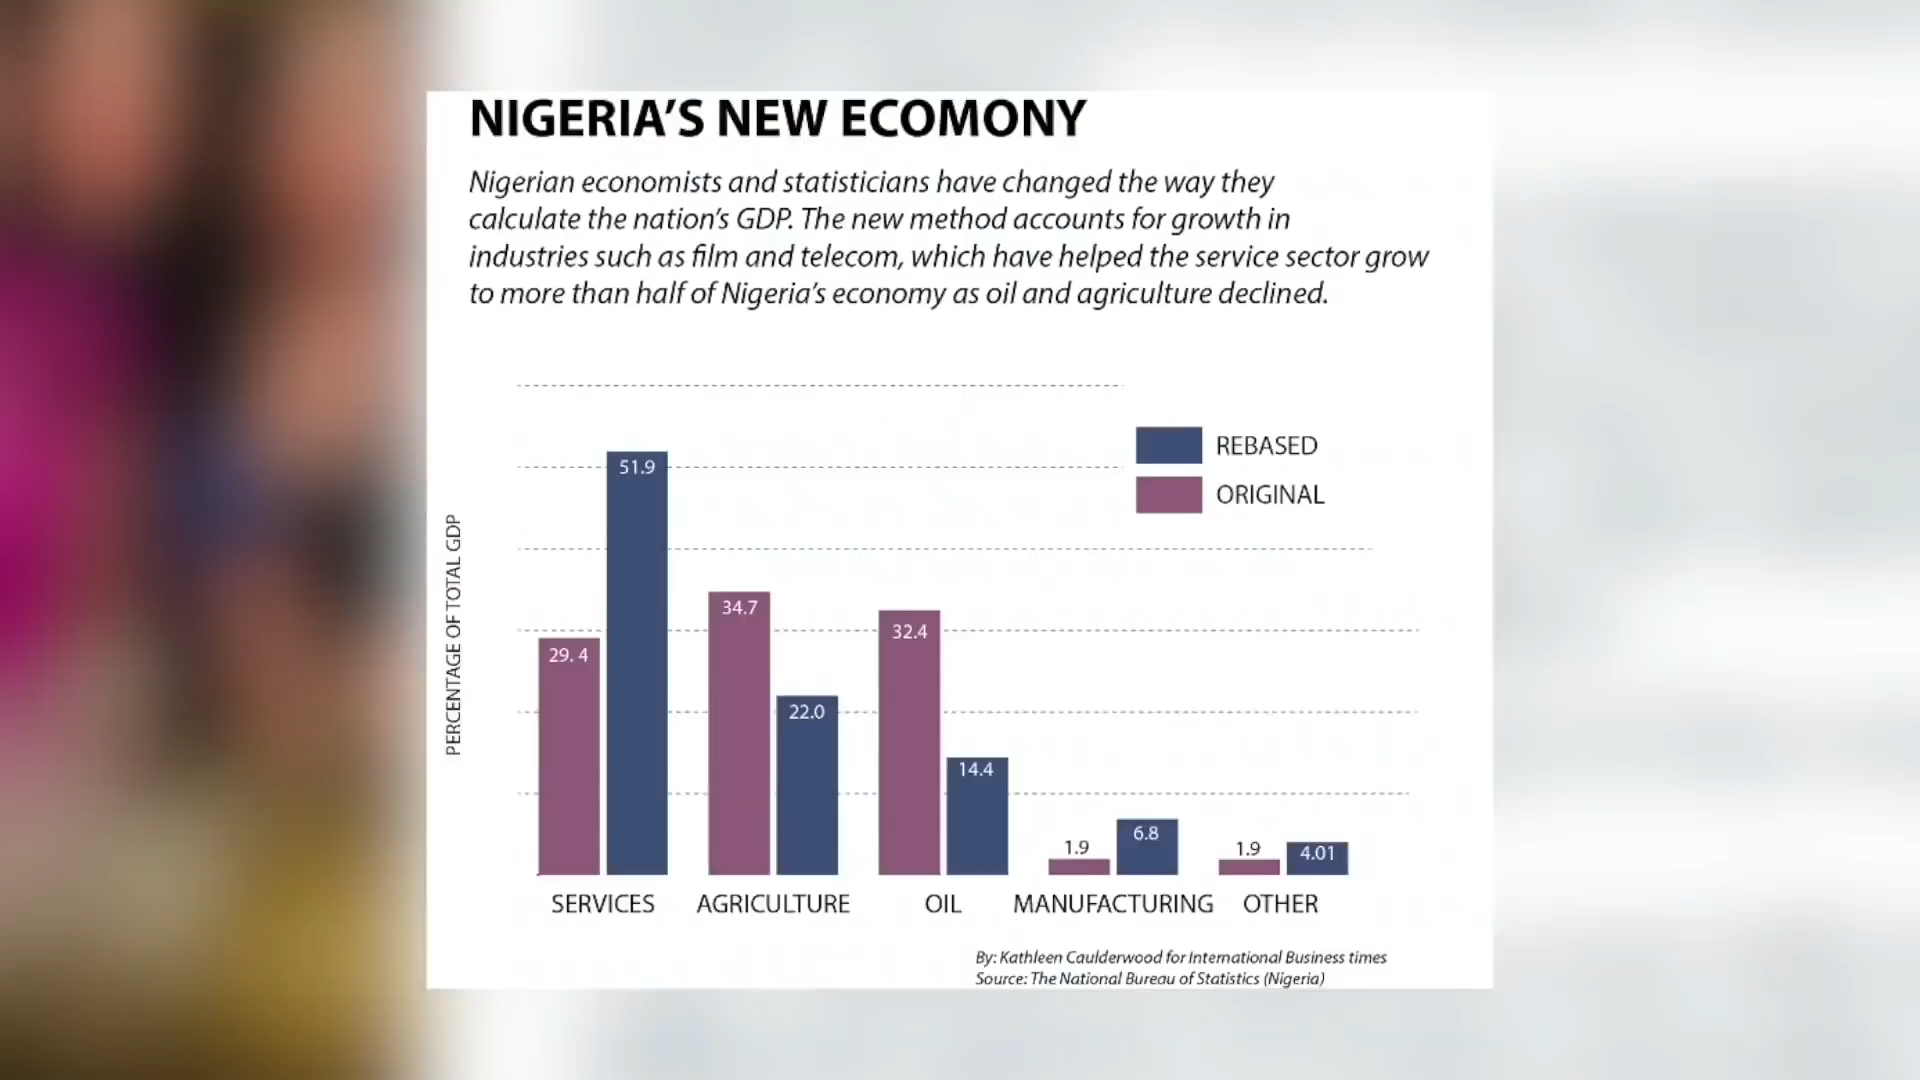 NIGERIA'S NEW ECOMONY
Nigerian economists and statisticians have changed the way they
calculate the nation's GDP. The new method accounts for growth in
industries such as film and telecom, which have helped the service sector grow
to more than half of Nigeria's economy as oil and agriculture declined.
REBASED
ORIGINAL
PERCENTAGE OF TOTAL GDP
29. 4
51.9
34.7
22.0
32.4
14.4
1.9
6.8
1.9
4.01
SERVICES
AGRICULTURE
OIL
MANUFACTURING
OTHER
By: Kathleen Caulderwood for International Business times
Source: The National Bureau of Statistics (Nigeria)